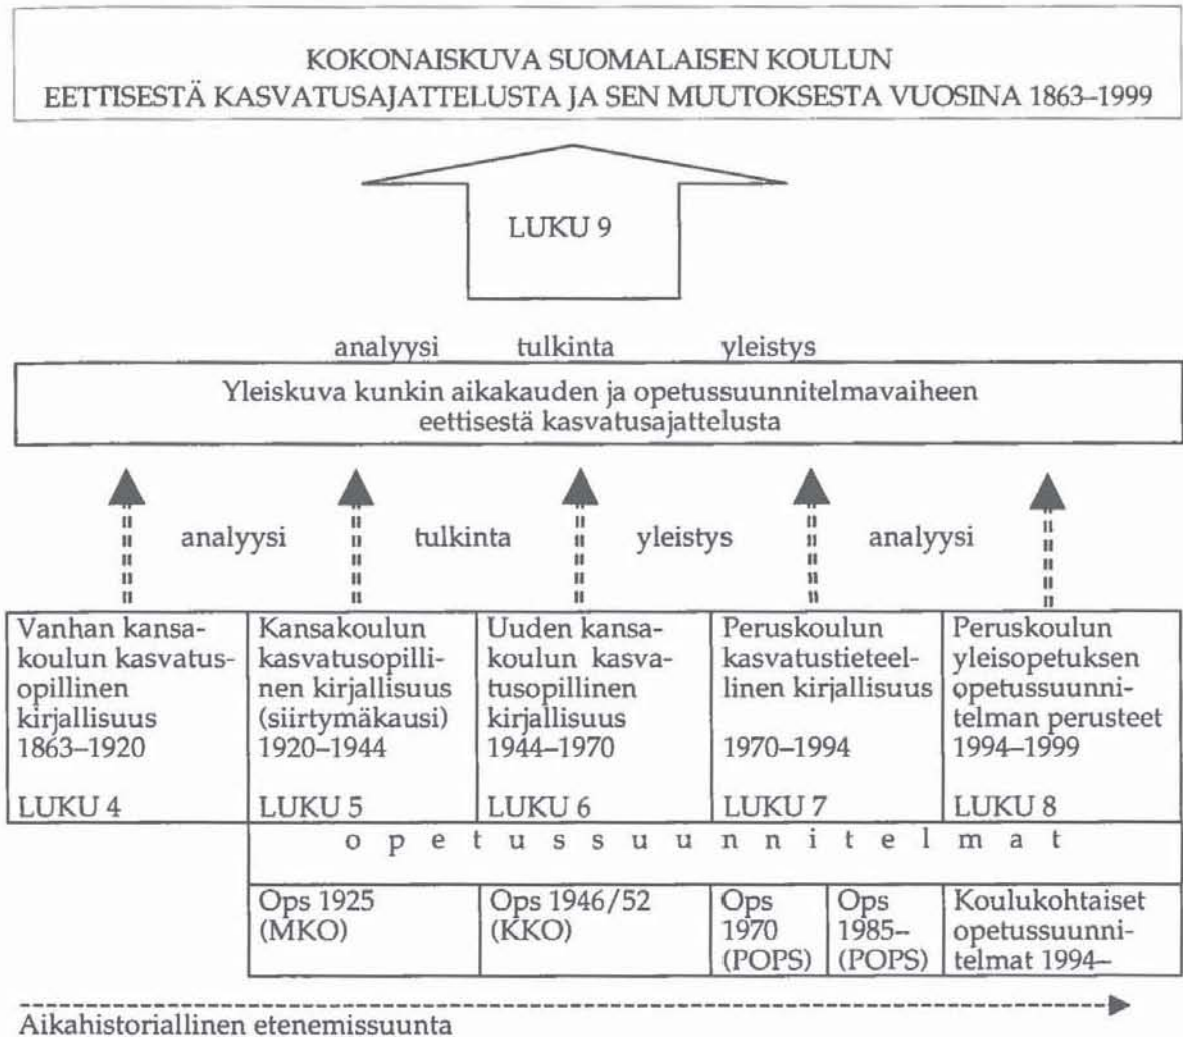 KOKONAISKUVA SUOMALAISEN KOULUN
EETTISESTÄ KASVATUSAJATTELUSTA JA SEN MUUTOKSESTA VUOSINA 1863–1999
LUKU 9
analyysi tulkinta yleistys
Yleiskuva kunkin aikakauden ja opetussuunnitelmavaiheen
eettisestä kasvatusajattelusta
analyysi tulkinta yleistys analyysi
Vanhan kansa-
koulun kasvatus-
opillinen
kirjallisuus
1863–1920
LUKU 4
Kansakoulun
kasvatusopilli-
nen kirjallisuus
(siirtymäkausi)
1920–1944
LUKU 5
Uuden kansa-
koulun kasva-
tusopillinen
kirjallisuus
1944–1970
LUKU 6
Peruskoulun
kasvatustieteel-
linen kirjallisuus
1970–1994
LUKU 7
Peruskoulun
yleisopetuksen
opetussuunni-
telman perusteet
1994–1999
LUKU 8
o p e t u s s u u n n i t e l m a t
Ops 1925
(MKO)
Ops 1946/52
(KKO)
Ops
1970
(POPS)
Ops
1985–
(POPS)
Koulukohtaiset
opetussuunni-
telmat 1994–
Aikahistoriallinen etenemissuunta